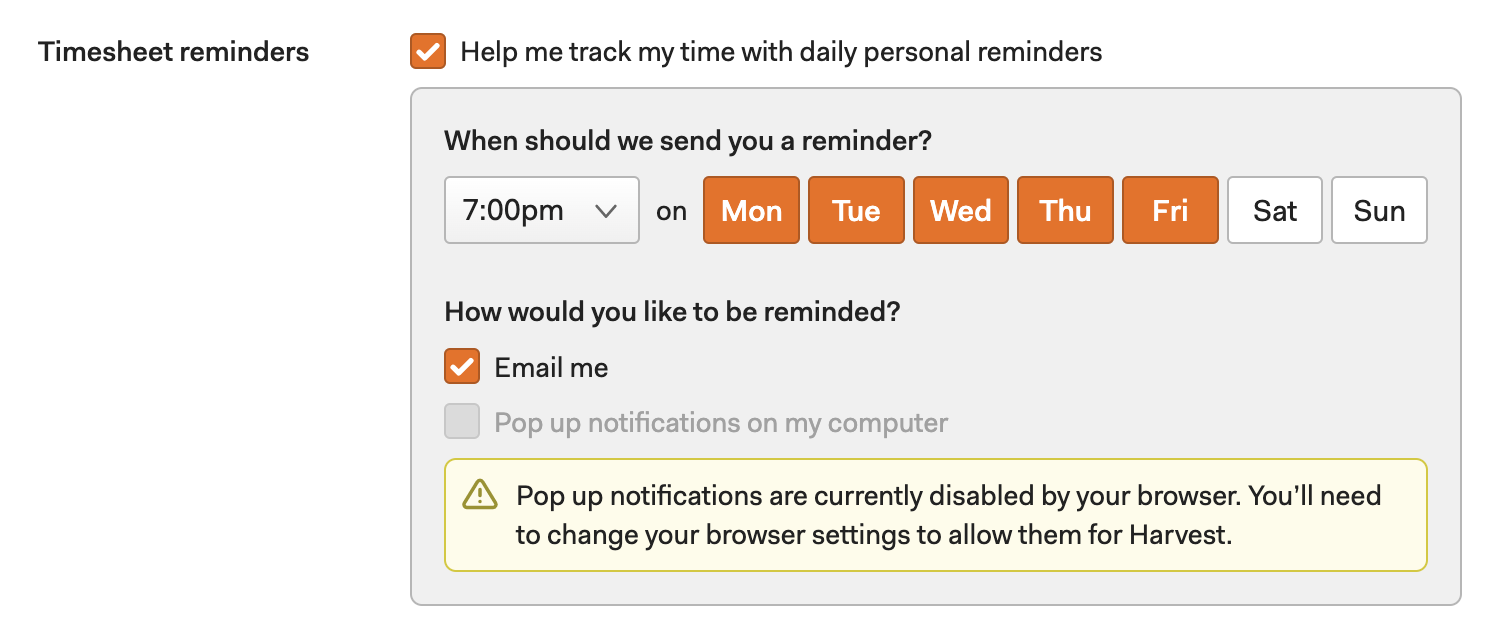 Timesheet reminders
Help me track my time with daily personal reminders
When should we send you a reminder?
7:00pm on Mon Tue Wed Thu Fri Sat Sun
How would you like to be reminded?
Email me
Pop up notifications on my computer
Pop up notifications are currently disabled by your browser. You’ll need
to change your browser settings to allow them for Harvest.